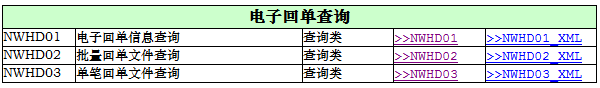 电子回单查询
NWHD01 电子回单信息查询 查询类 >>NWHD01 >>NWHD01_XML
NWHD02 批量回单文件查询 查询类 >>NWHD02 >>NWHD02_XML
NWHD03 单笔回单文件查询 查询类 >>NWHD03 >>NWHD03_XML